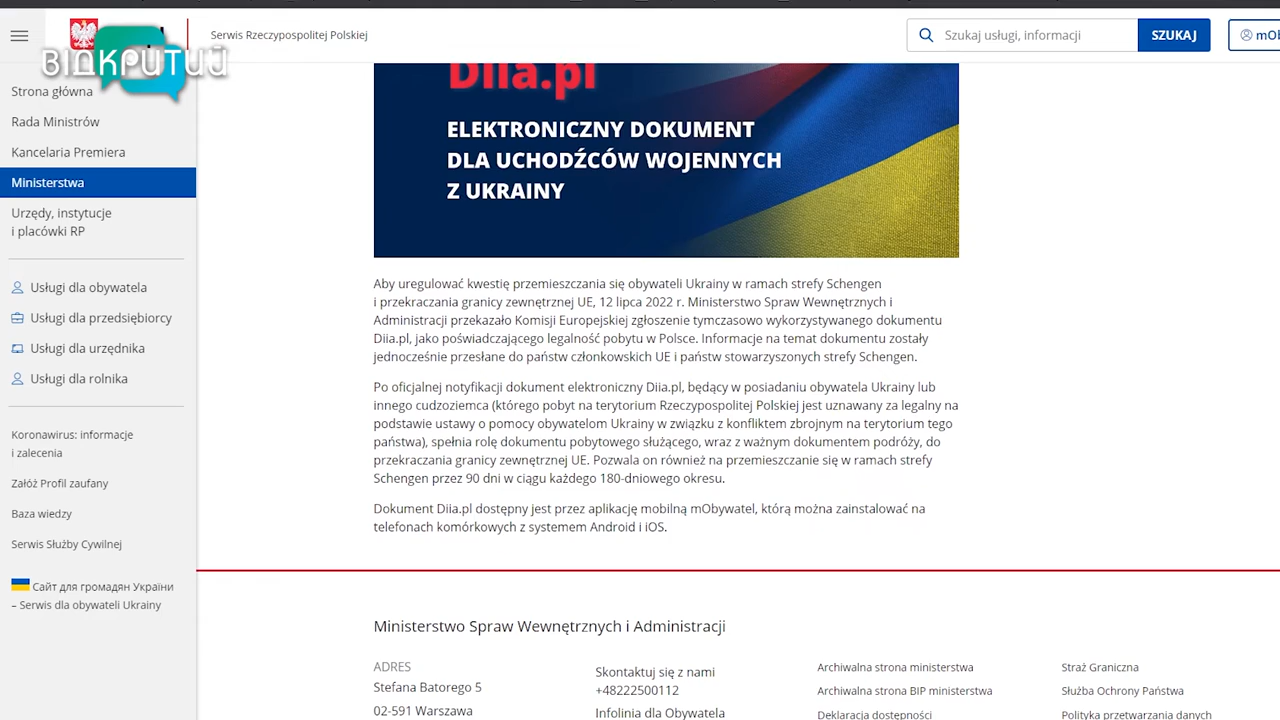 Serwis Rzeczypospolitej Polskiej
Szukaj usługi, informacji
SZUKAJ
ВІДКРИТИЙ
Strona główna
Rada Ministrów
Kancelaria Premiera
Ministerstwa
Urzędy, instytucje
i placówki RP
Usługi dla obywatela
Usługi dla przedsiębiorcy
Usługi dla urzędnika
Usługi dla rolnika
Koronawirus: informacje
i zalecenia
Załóż Profil zaufany
Baza wiedzy
Serwis Służby Cywilnej
Сайт для громадян України
– Serwis dla obywateli Ukrainy
Diia.pl
ELEKTRONICZNY DOKUMENT
DLA UCHODŹCÓW WOJENNYCH
Z UKRAINY
Aby uregulować kwestię przemieszczania się obywateli Ukrainy w ramach strefy Schengen
i przekraczania granicy zewnętrznej UE, 12 lipca 2022 r. Ministerstwo Spraw Wewnętrznych i
Administracji przekazało Komisji Europejskiej zgłoszenie tymczasowo wykorzystywanego dokumentu
Diia.pl, jako poświadczającego legalność pobytu w Polsce. Informacje na temat dokumentu zostały
jednocześnie przesłane do państw członkowskich UE i państw stowarzyszonych strefy Schengen.
Po oficjalnej notyfikacji dokument elektroniczny Diia.pl, będący w posiadaniu obywatela Ukrainy lub
innego cudzoziemca (którego pobyt na terytorium Rzeczypospolitej Polskiej jest uznawany za legalny na
podstawie ustawy o pomocy obywatelom Ukrainy w związku z konfliktem zbrojnym na terytorium tego
państwa), spełnia rolę dokumentu pobytowego służącego, wraz z ważnym dokumentem podróży, do
przekraczania granicy zewnętrznej UE. Pozwala on również na przemieszczanie się w ramach strefy
Schengen przez 90 dni w ciągu każdego 180-dniowego okresu.
Dokument Diia.pl dostępny jest przez aplikację mobilną mObywatel, którą można zainstalować na
telefonach komórkowych z systemem Android i iOS.
Ministerstwo Spraw Wewnętrznych i Administracji
ADRES
Stefana Batorego 5
02-591 Warszawa
Skontaktuj się z nami
+48222500112
Infolinia dla Obywatela
Archiwalna strona ministerstwa
Archiwalna strona BIP ministerstwa
Deklaracja dostępności
Straż Graniczna
Służba Ochrony Państwa
Polityka przetwarzania danych